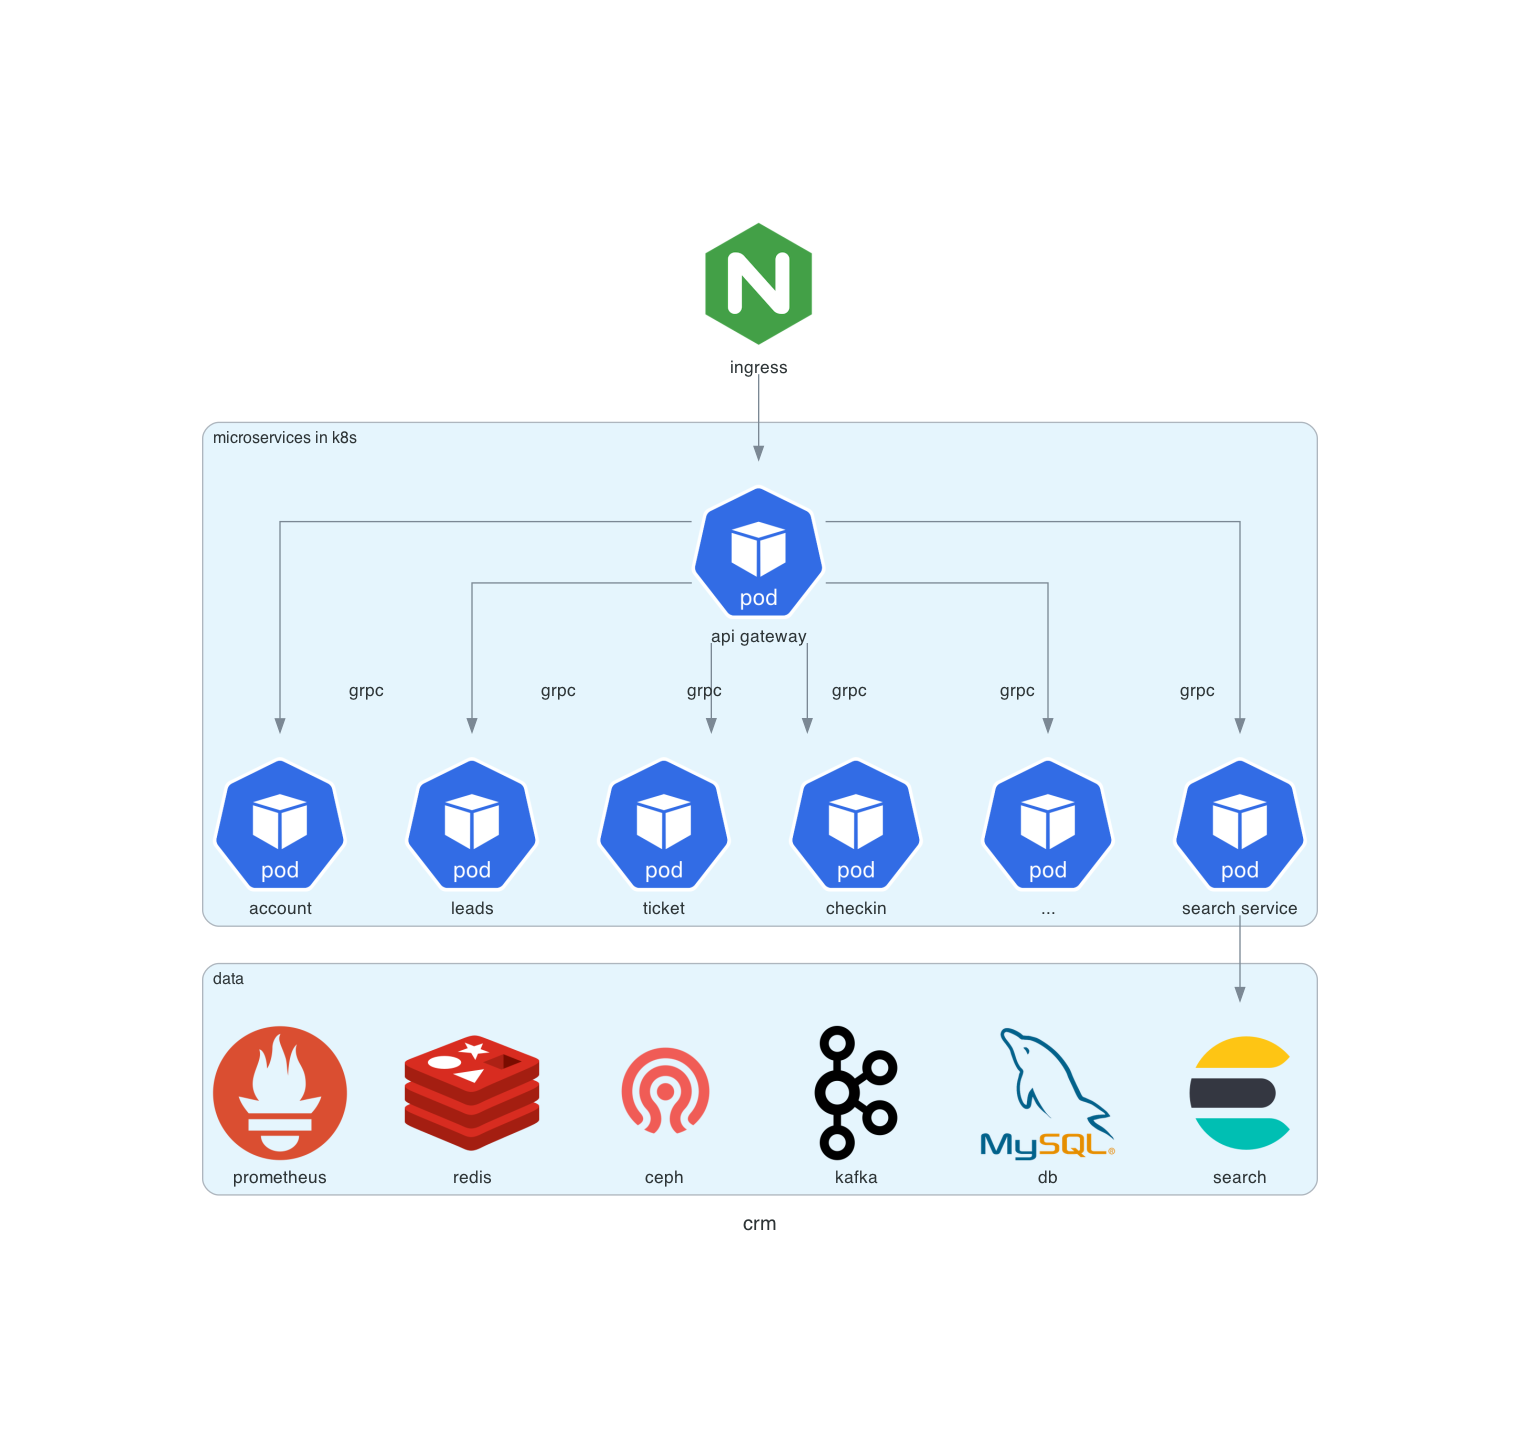 N
ingress
microservices in k8s
pod
api gateway
grpc grpc grpc grpc grpc grpc
pod pod pod pod pod pod
account leads ticket checkin ... search service
data
MySQL®
prometheus redis ceph kafka db search
crm